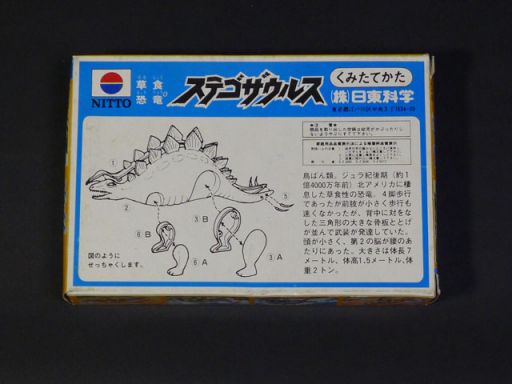 NITTO
草食
恐竜
ステゴザウルス
くみたてかた
(株)日東科学
注意
① 
② 
③B
⑥B
⑥A
③A
⑤
図のように
せっちゃくします。
鳥ばん類。ジュラ紀後期(約1
億4000万年前)北アメリカに棲
息した草食性の恐竜。4脚歩行
であったか前肢が小さく歩行も
速くなかったが、背中に対をな
した三角形の大きな骨板ととげ
が並んで武装が発達していた。
頭が小さく、第2の脳が腰のあ
たりにあった。大きさは体長7
メートル、体高1.5メートル、体
重2トン。